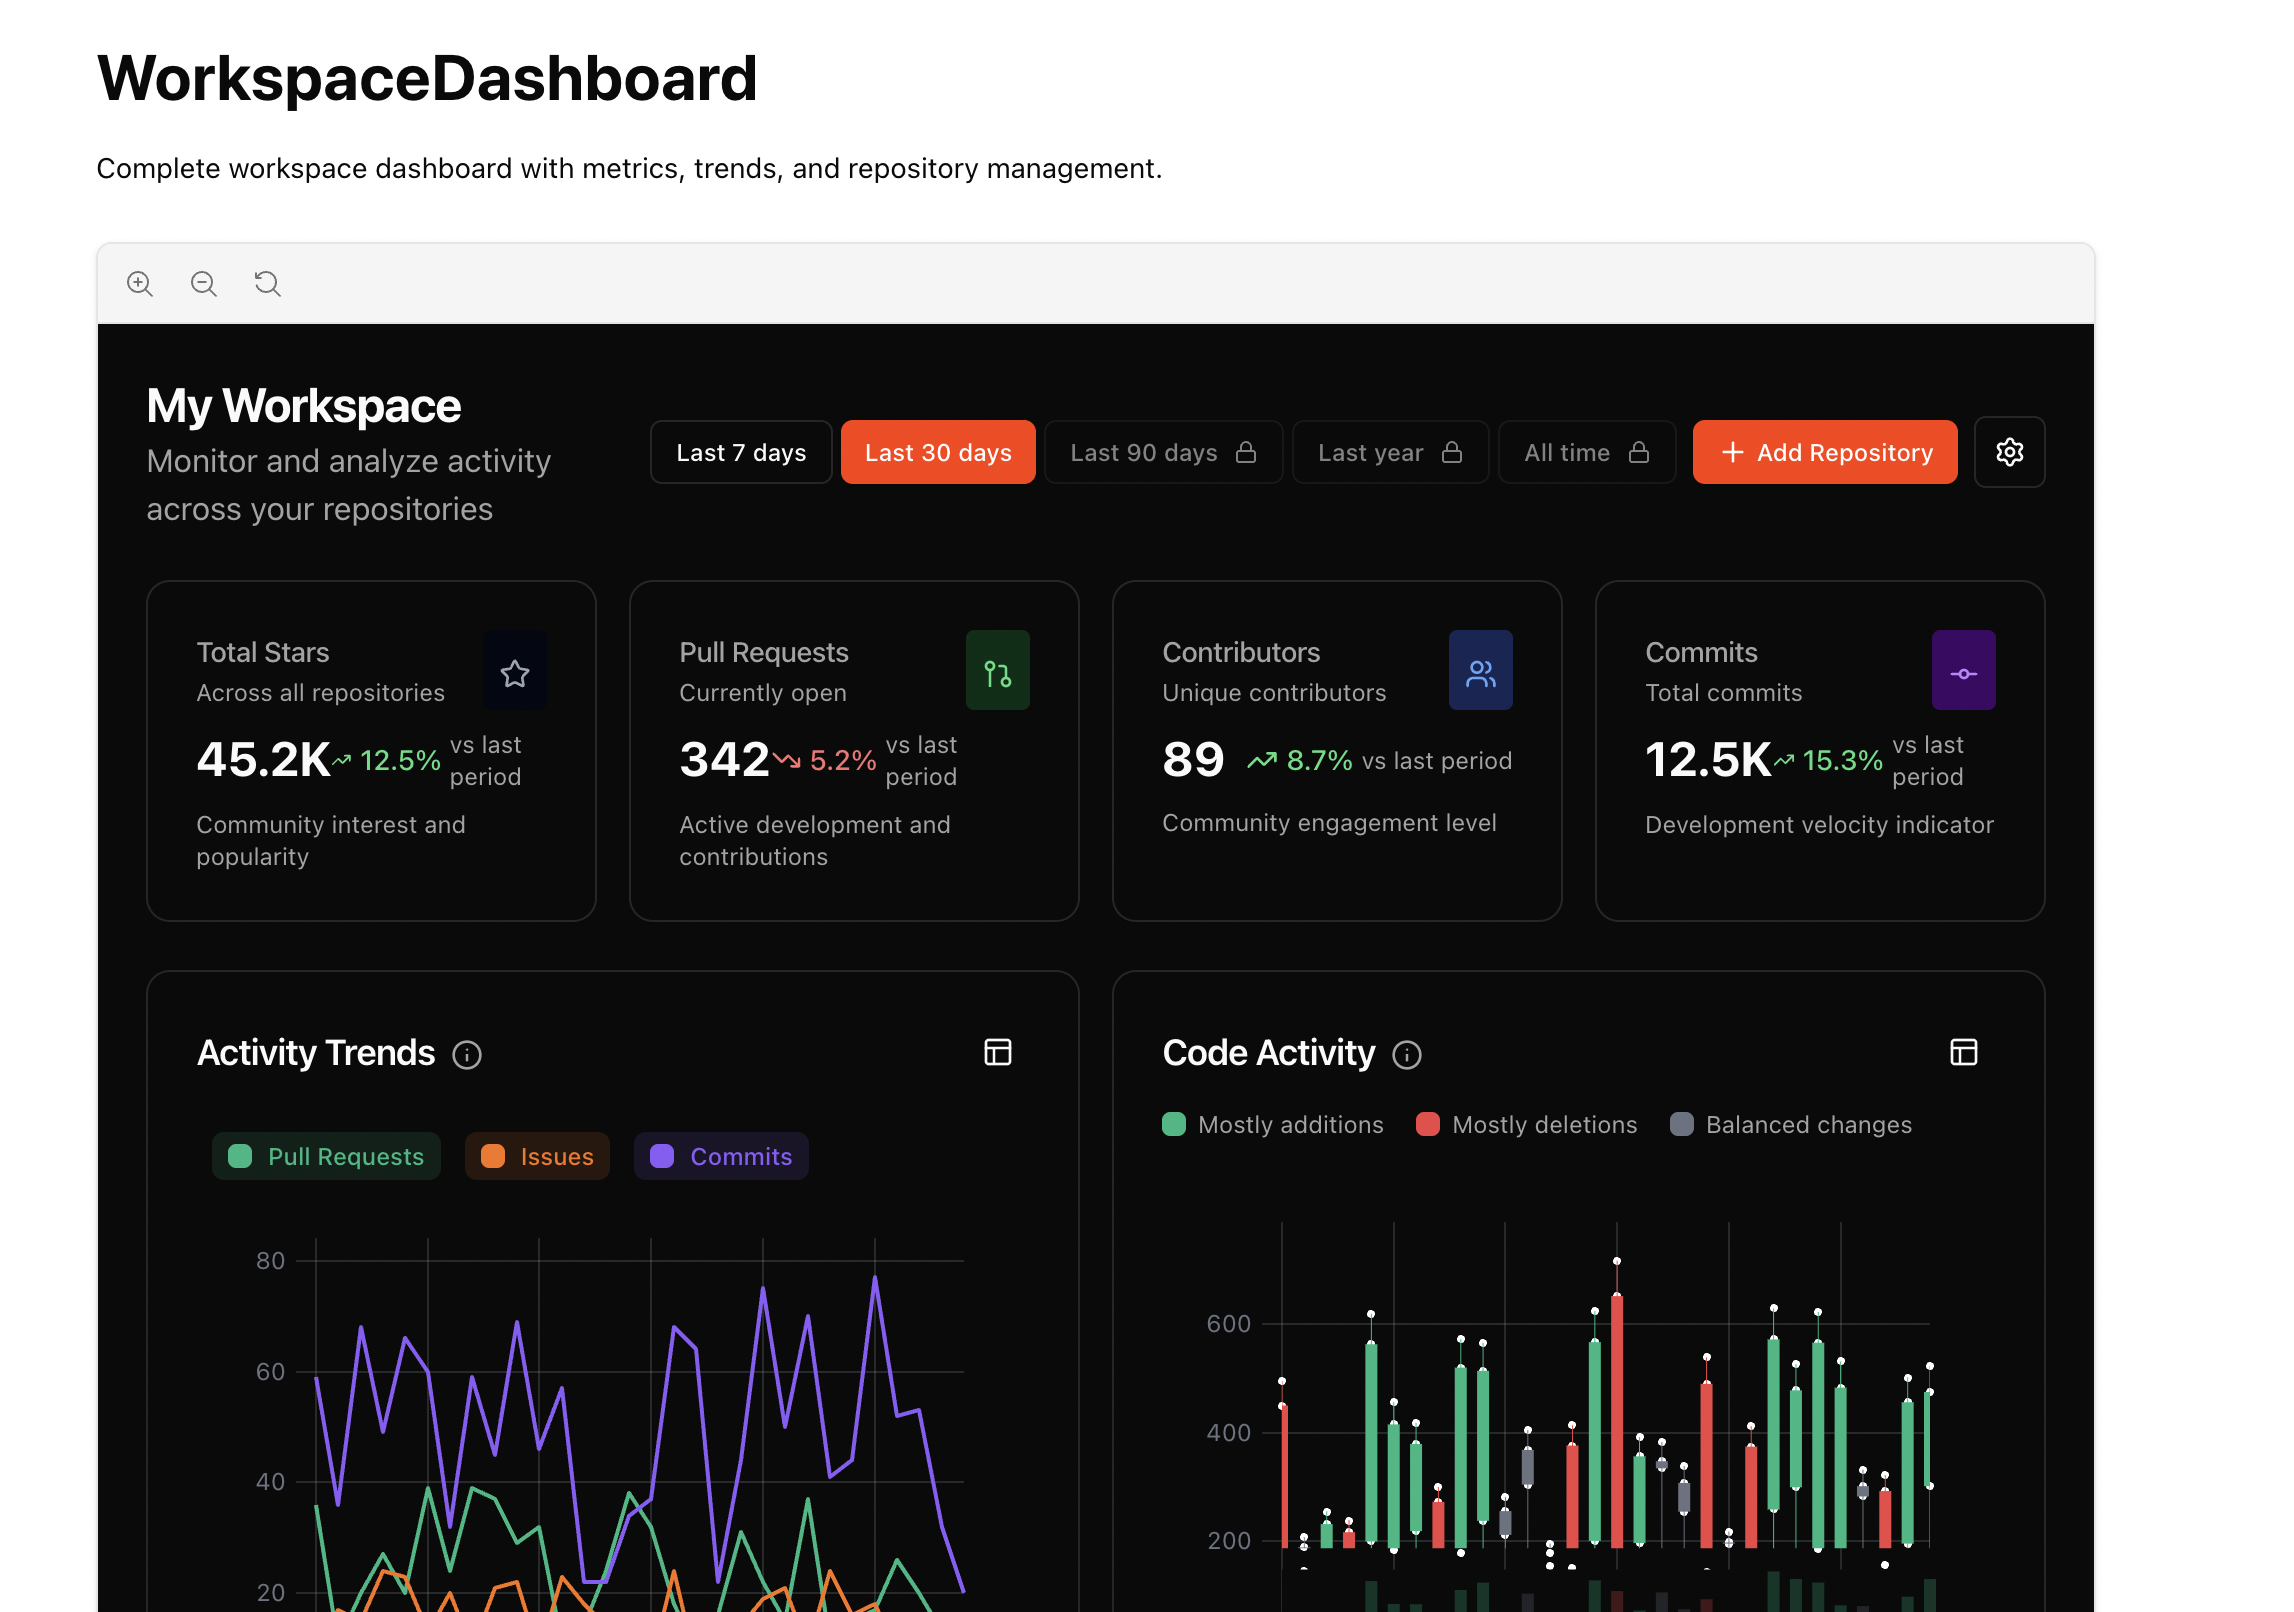 WorkspaceDashboard
Complete workspace dashboard with metrics, trends, and repository management.
My Workspace
Monitor and analyze activity
across your repositories
Last 7 days
Last 30 days
Last 90 days
Last year
All time
Add Repository
Total Stars
Across all repositories
45.2K 12.5% vs last
period
Community interest and
popularity
Pull Requests
Currently open
342 5.2% vs last
period
Active development and
contributions
Contributors
Unique contributors
89 8.7% vs last period
Community engagement level
Commits
Total commits
12.5K 15.3% vs last
period
Development velocity indicator
Activity Trends
Pull Requests
Issues
Commits
80
60
40
20
Code Activity
Mostly additions
Mostly deletions
Balanced changes
600
400
200